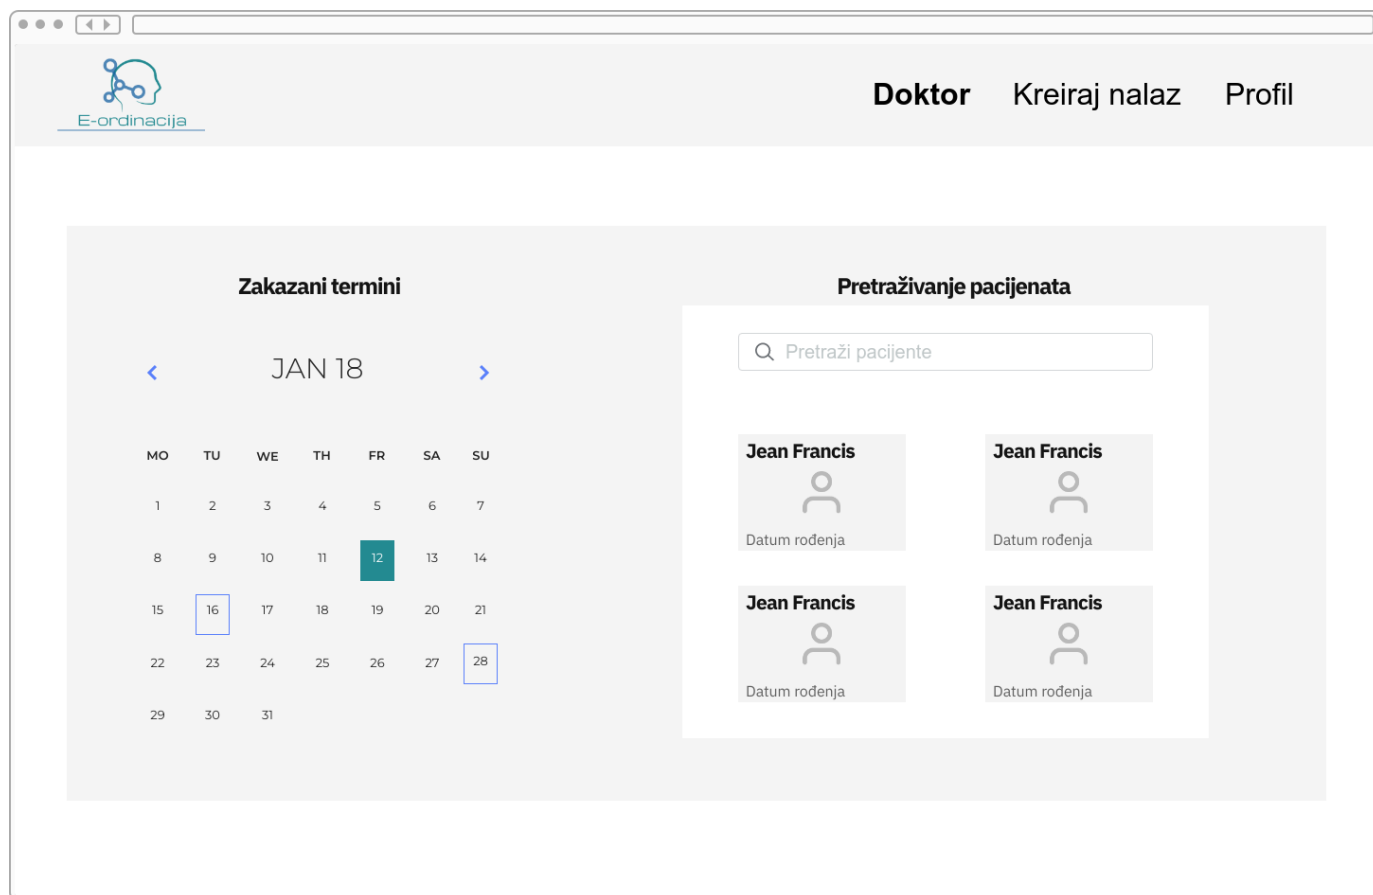 E-ordinacija
Doktor Kreiraj nalaz Profil
Zakazani termini
JAN 18
MO TU WE TH FR SA SU
1 2 3 4 5 6 7
8 9 10 11 12 13 14
15 16 17 18 19 20 21
22 23 24 25 26 27 28
29 30 31
Pretraživanje pacijenata
Pretraži pacijente
Jean Francis
Datum rođenja
Jean Francis
Datum rođenja
Jean Francis
Datum rođenja
Jean Francis
Datum rođenja